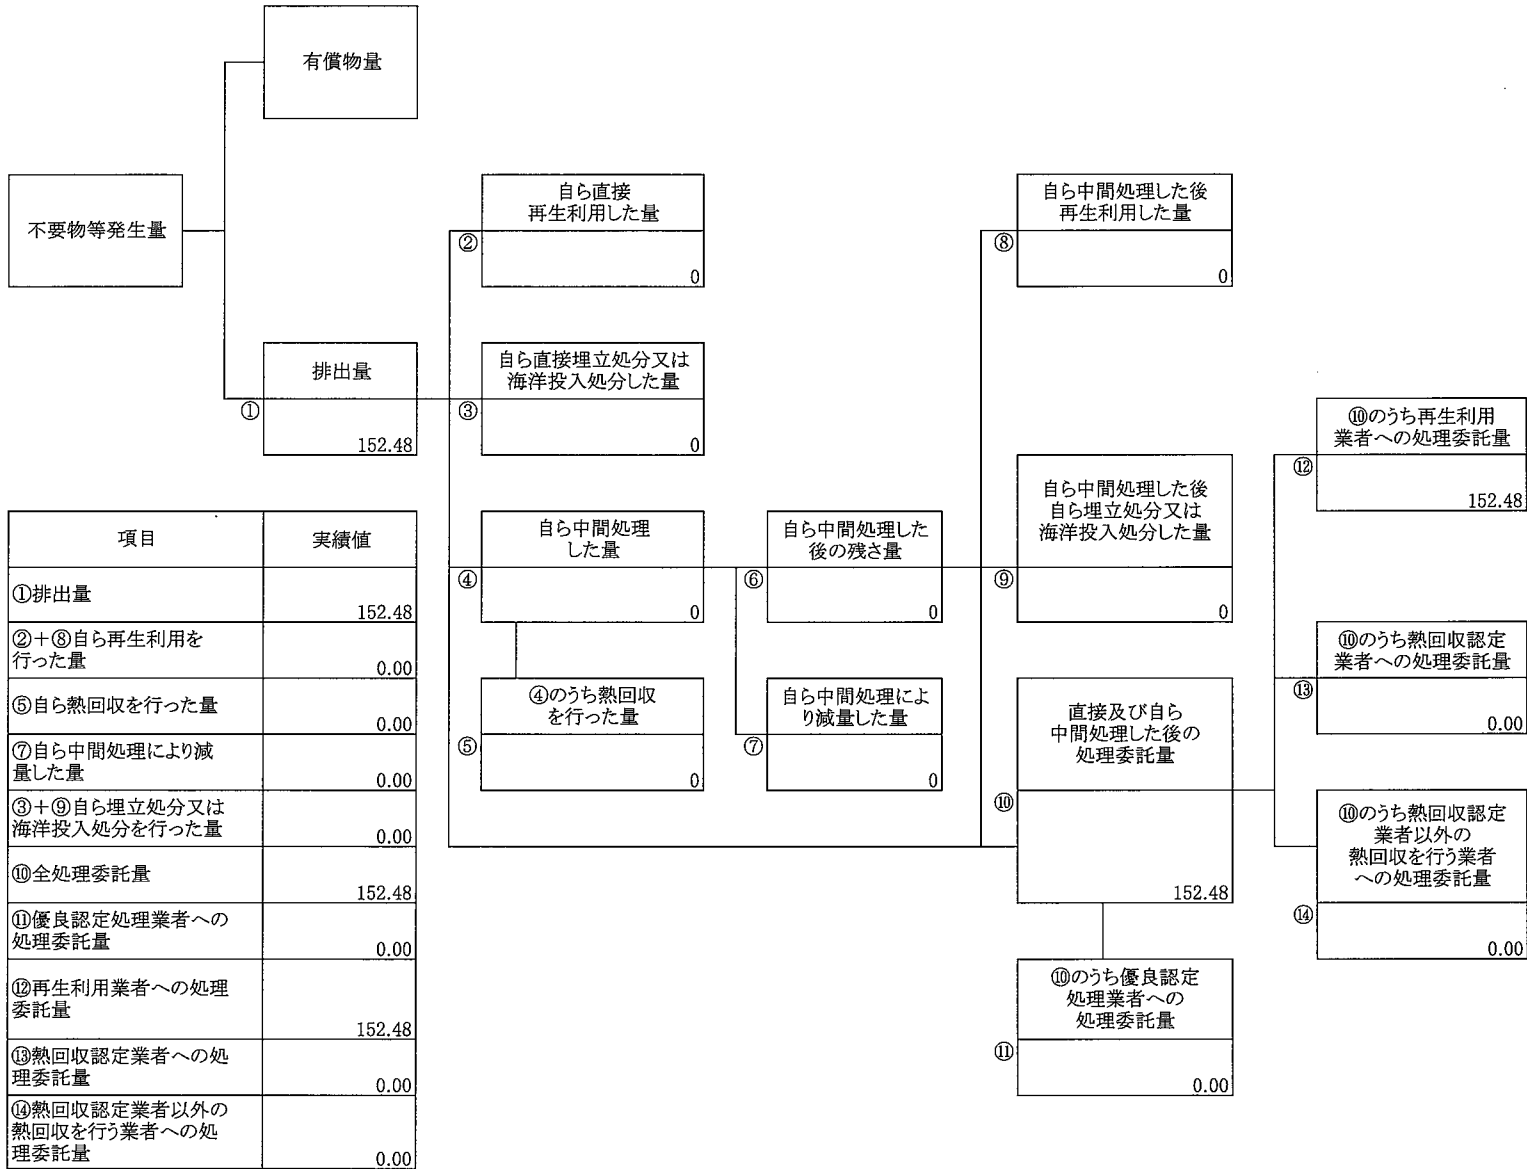 有償物量
不要物等発生量
排出量
①
152.48
自ら直接
再生利用した量
②
0
自ら直接埋立処分又は
海洋投入処分した量
③
0
自ら中間処理
した量
④
0
④のうち熱回収
を行った量
⑤
0
自ら中間処理した
後の残さ量
⑥
0
自ら中間処理によ
り減量した量
⑦
0
自ら中間処理した後
再生利用した量
⑧
0
自ら中間処理した後
自ら埋立処分又は
海洋投入処分した量
⑨
0
直接及び自ら
中間処理した後の
処理委託量
⑩
152.48
⑩のうち優良認定
処理業者への
処理委託量
⑪
0.00
⑩のうち再生利用
業者への処理委託量
⑫
152.48
⑩のうち熱回収認定
業者への処理委託量
⑬
0.00
⑩のうち熱回収認定
業者以外の
熱回収を行う業者
への処理委託量
⑭
0.00
項目 実績値
①排出量
152.48
②+⑧自ら再生利用を
行った量
0.00
⑤自ら熱回収を行った量
0.00
⑦自ら中間処理により減
量した量
0.00
③+⑨自ら埋立処分又は
海洋投入処分を行った量
0.00
⑩全処理委託量
152.48
⑪優良認定処理業者への
処理委託量
0.00
⑫再生利用業者への処理
委託量
152.48
⑬熱回収認定業者への処
理委託量
0.00
⑭熱回収認定業者以外の
熱回収を行う業者への処
理委託量
0.00